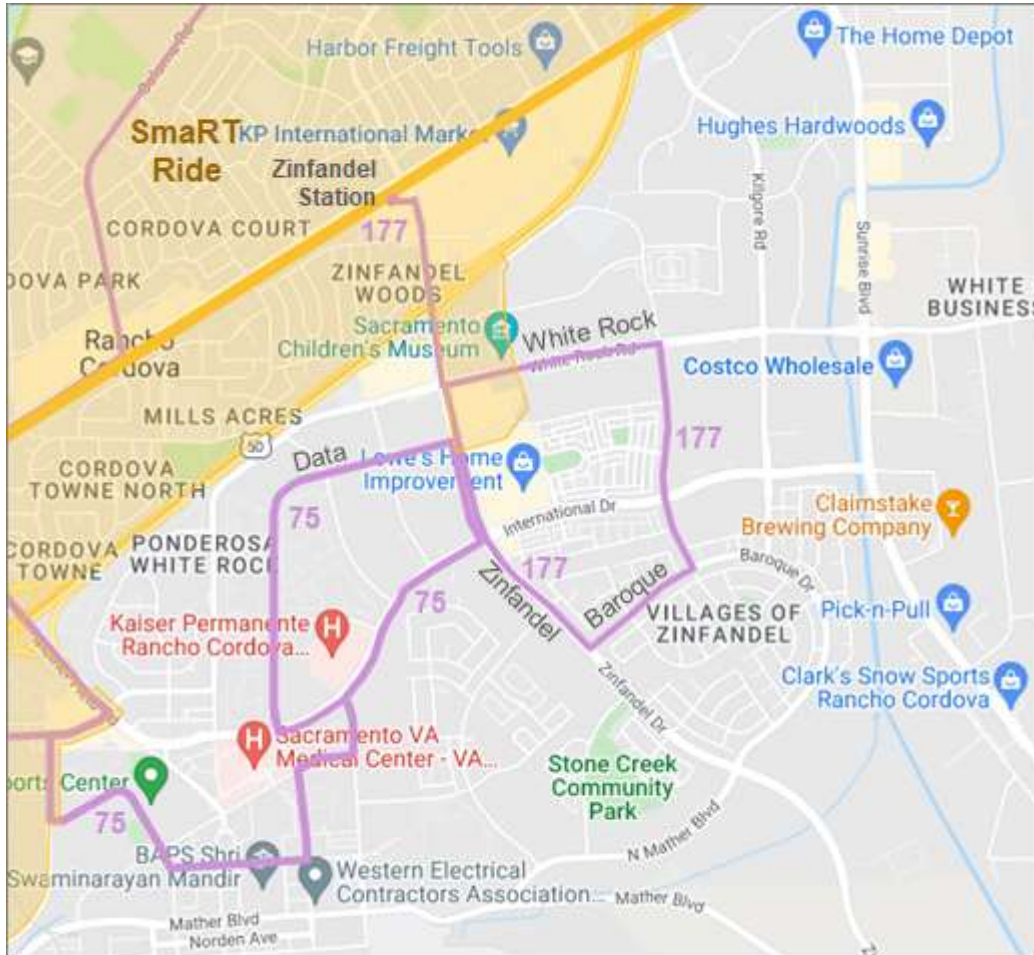 The Home Depot
Harbor Freight Tools
Hughes Hardwoods
SmaRT
Ride
KP International Market
Zinfandel
Station
177
CORDOVA COURT
DOVA PARK
Kilgore Rd
Sunrise Blvd
ZINFANDEL
WOODS
WHITE
BUSINESS
Sacramento
Children's Museum
White Rock
White Rock Rd
Rancho
Cordova
Costco Wholesale
MILLS ACRES
50
Data
177
Lowe's Home
Improvement
CORDOVA
TOWNE NORTH
75
International Dr
Claimstake
Brewing Company
CORDOVA
TOWNE
PONDEROSA
WHITE ROCK
177
Zinfandel
Baroque
Baroque Dr
75
VILLAGES OF
ZINFANDEL
Pick-n-Pull
Kaiser Permanente
Rancho Cordova...
Zinfandel Dr
Clark's Snow Sports
Rancho Cordova
Sacramento VA
Medical Center - VA...
Stone Creek
Community
Park
orts Center
75
BAPS Shri
Swaminarayan Mandir
N Mather Blvd
Western Electrical
Contractors Association...
Mather Blvd
Mather Blvd
Norden Ave